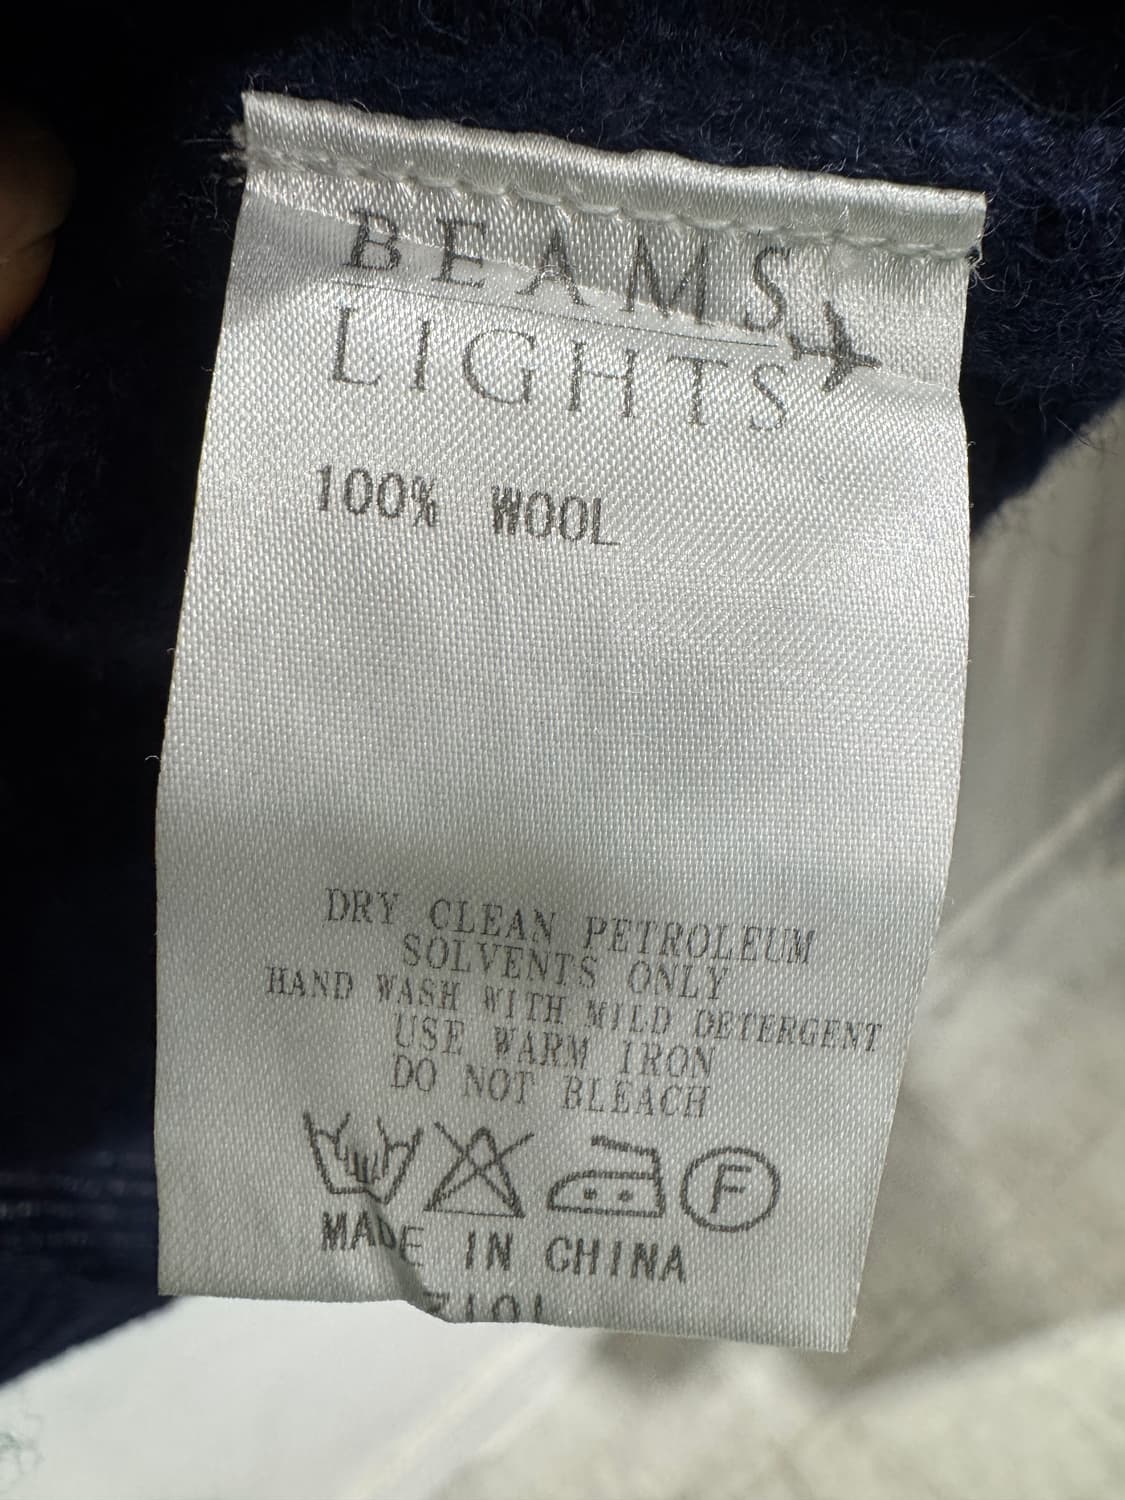 BEAMS
LIGHTS
100% WOOL
DRY CLEAN PETROLEUM
SOLVENTS ONLY
HAND WASH WITH MILD DETERGENT
USE WARM IRON
DO NOT BLEACH
F
MADE IN CHINA